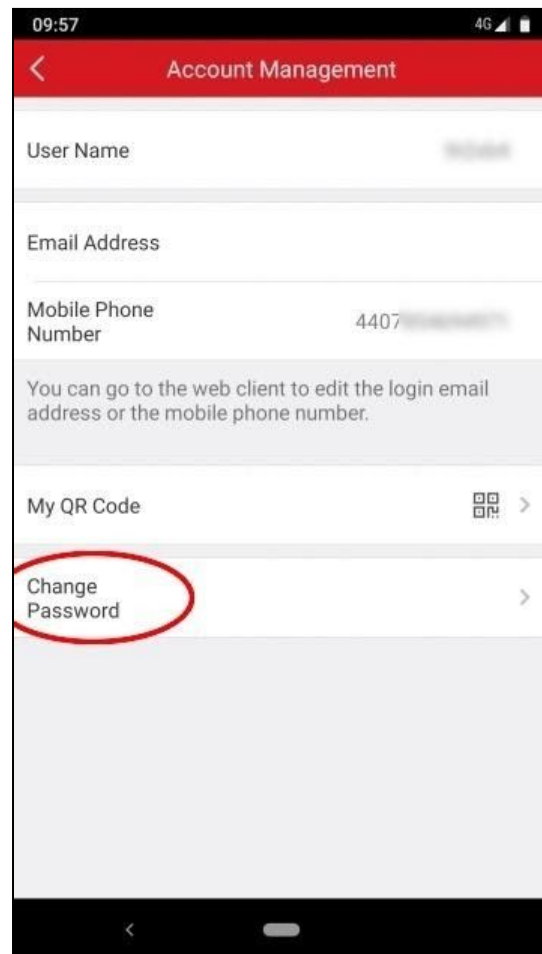 09:57
4G
Account Management
User Name
Email Address
Mobile Phone
Number
4407
You can go to the web client to edit the login email
address or the mobile phone number.
My QR Code
Change
Password